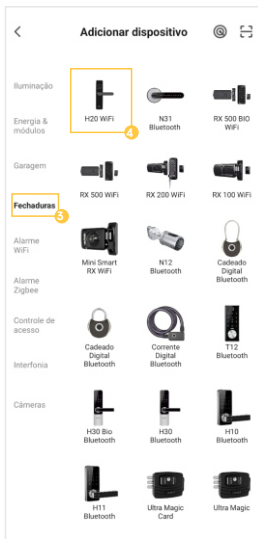 Adicionar dispositivo
Iluminação
Energia &
módulos
Garagem
Fechaduras
3
Alarme
WiFi
Alarme
Zigbee
Controle de
acesso
Interfonia
Câmeras
H20 WiFi
4
N31
Bluetooth
RX 500 BIO
WiFi
RX 500 WiFi
RX 200 WiFi
RX 100 WiFi
Mini Smart
RX WiFi
N12
Bluetooth
Cadeado
Digital
Bluetooth
Cadeado
Digital
Bluetooth
Corrente
Digital
Bluetooth
T12
Bluetooth
H30 Bio
Bluetooth
H30
Bluetooth
H10
Bluetooth
H11
Bluetooth
Ultra Magic
Card
Ultra Magic